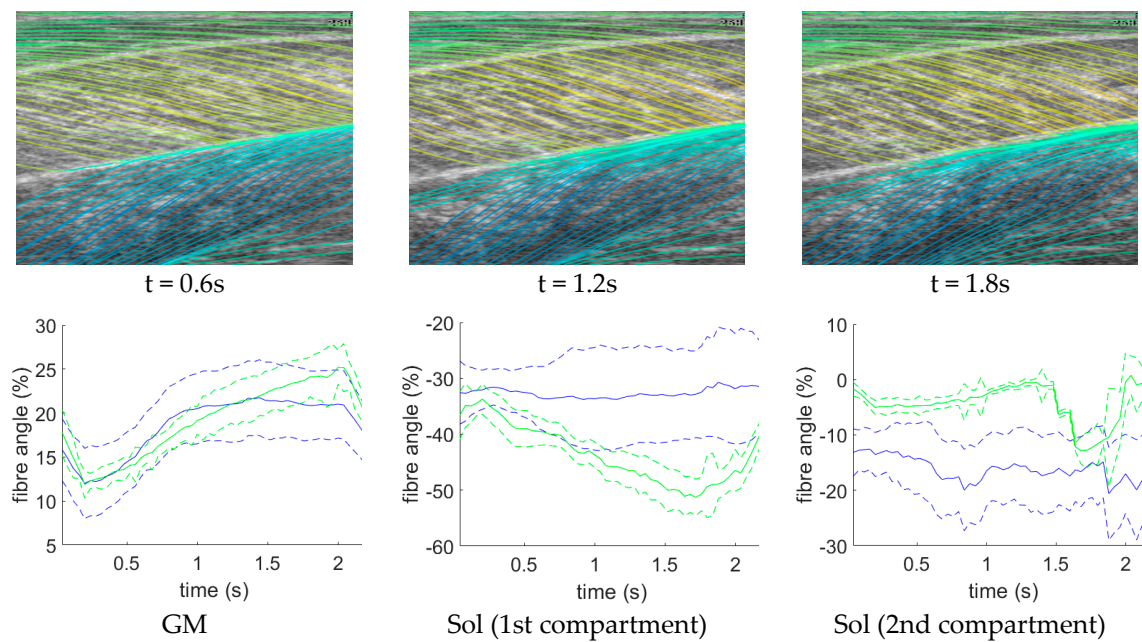 t = 0.6s
t = 1.2s
t = 1.8s
30
25
20
15
10
5
fibre angle (%)
0.5
1
1.5
2
time (s)
GM
-20
-30
-40
-50
-60
fibre angle (%)
0.5
1
1.5
2
time (s)
Sol (1st compartment)
10
0
-10
-20
-30
fibre angle (%)
0.5
1
1.5
2
time (s)
Sol (2nd compartment)